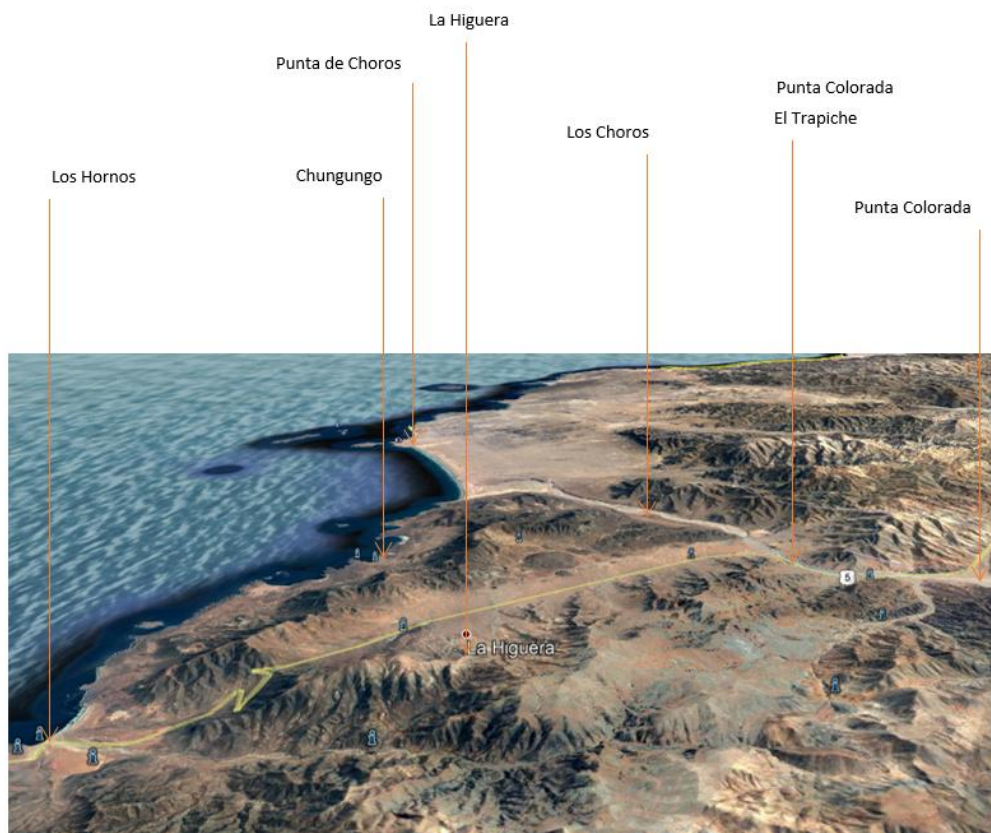 La Higuera
Punta de Choros
Punta Colorada
El Trapiche
Los Choros
Los Hornos
Chungungo
Punta Colorada
5
La Higuera